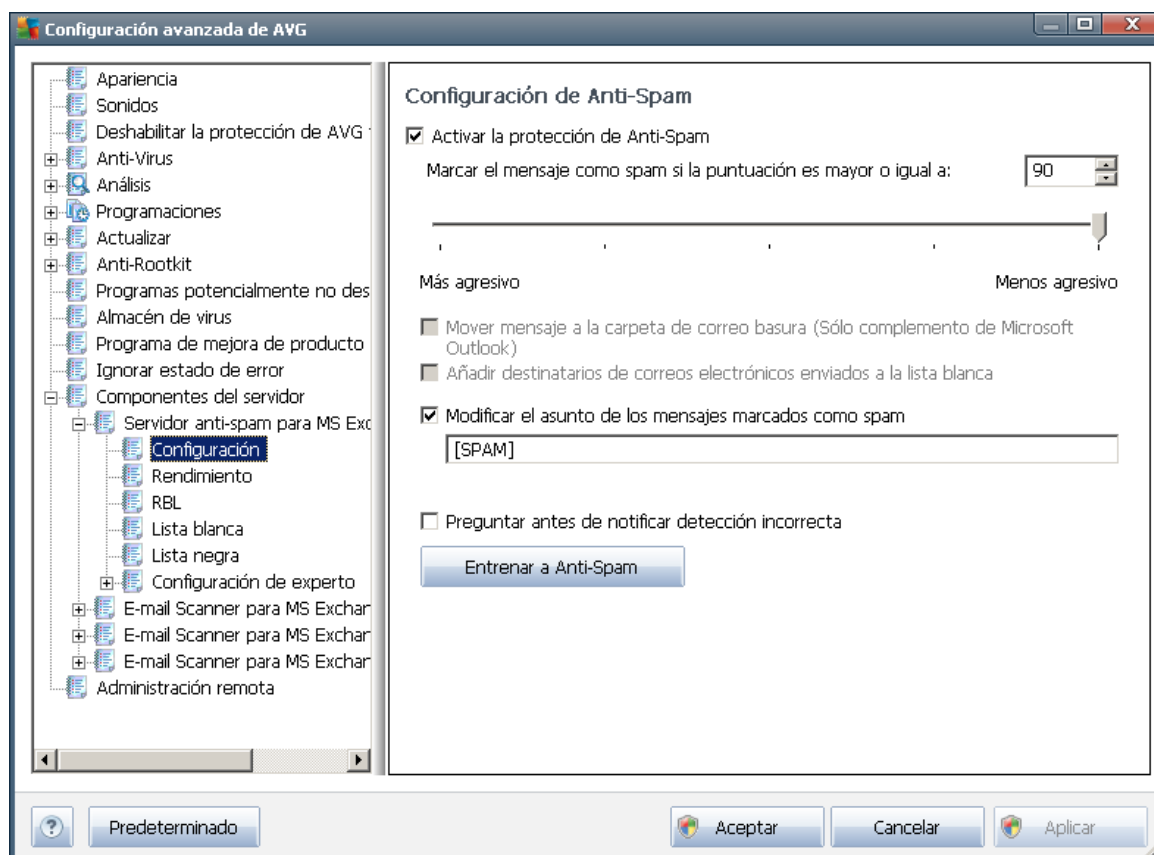 Configuración avanzada de AVG
Apariencia
Sonidos
Deshabilitar la protección de AVG
Anti-Virus
Análisis
Programaciones
Actualizar
Anti-Rootkit
Programas potencialmente no des
Almacén de virus
Programa de mejora de producto
Ignorar estado de error
Componentes del servidor
Servidor anti-spam para MS Exc
Configuración
Rendimiento
RBL
Lista blanca
Lista negra
Configuración de experto
E-mail Scanner para MS Exchan
E-mail Scanner para MS Exchan
E-mail Scanner para MS Exchan
Administración remota
Configuración de Anti-Spam
Activar la protección de Anti-Spam
Marcar el mensaje como spam si la puntuación es mayor o igual a:
90
Más agresivo
Menos agresivo
Mover mensaje a la carpeta de correo basura (Sólo complemento de Microsoft
Outlook)
Añadir destinatarios de correos electrónicos enviados a la lista blanca
Modificar el asunto de los mensajes marcados como spam
[SPAM]
Preguntar antes de notificar detección incorrecta
Entrenar a Anti-Spam
?
Predeterminado
Aceptar
Cancelar
Aplicar